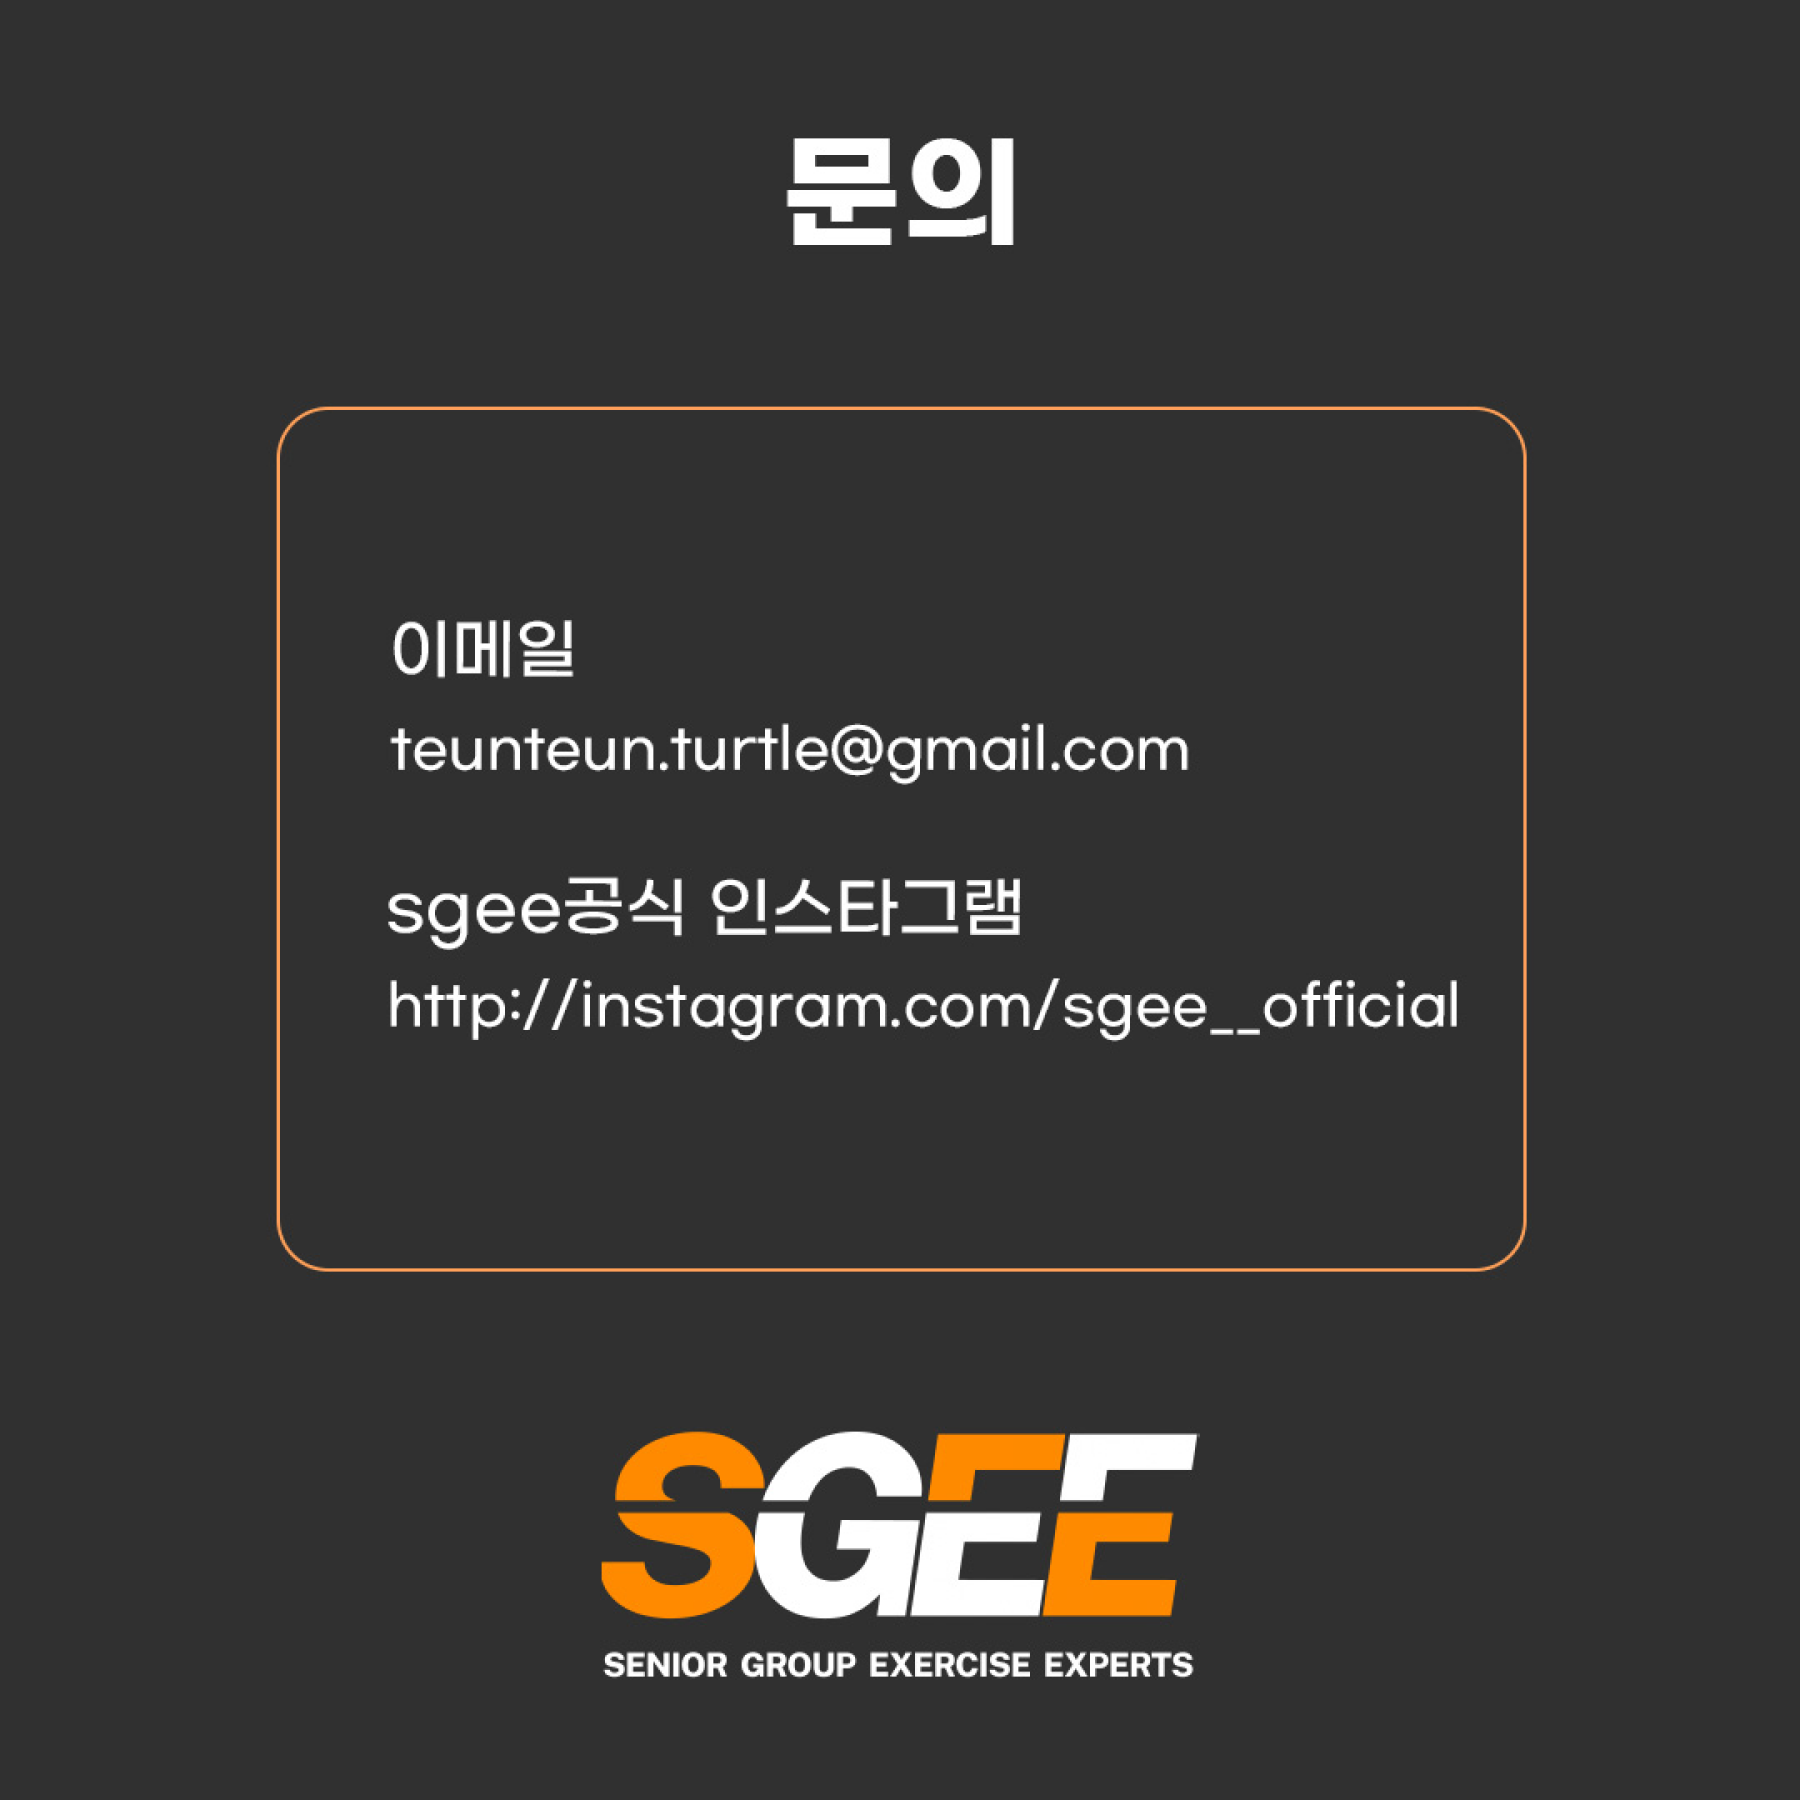 문의
이메일
teunteun.turtle@gmail.com
sgee공식 인스타그램
http://instagram.com/sgee__official
SGEE
SENIOR GROUP EXERCISE EXPERTS